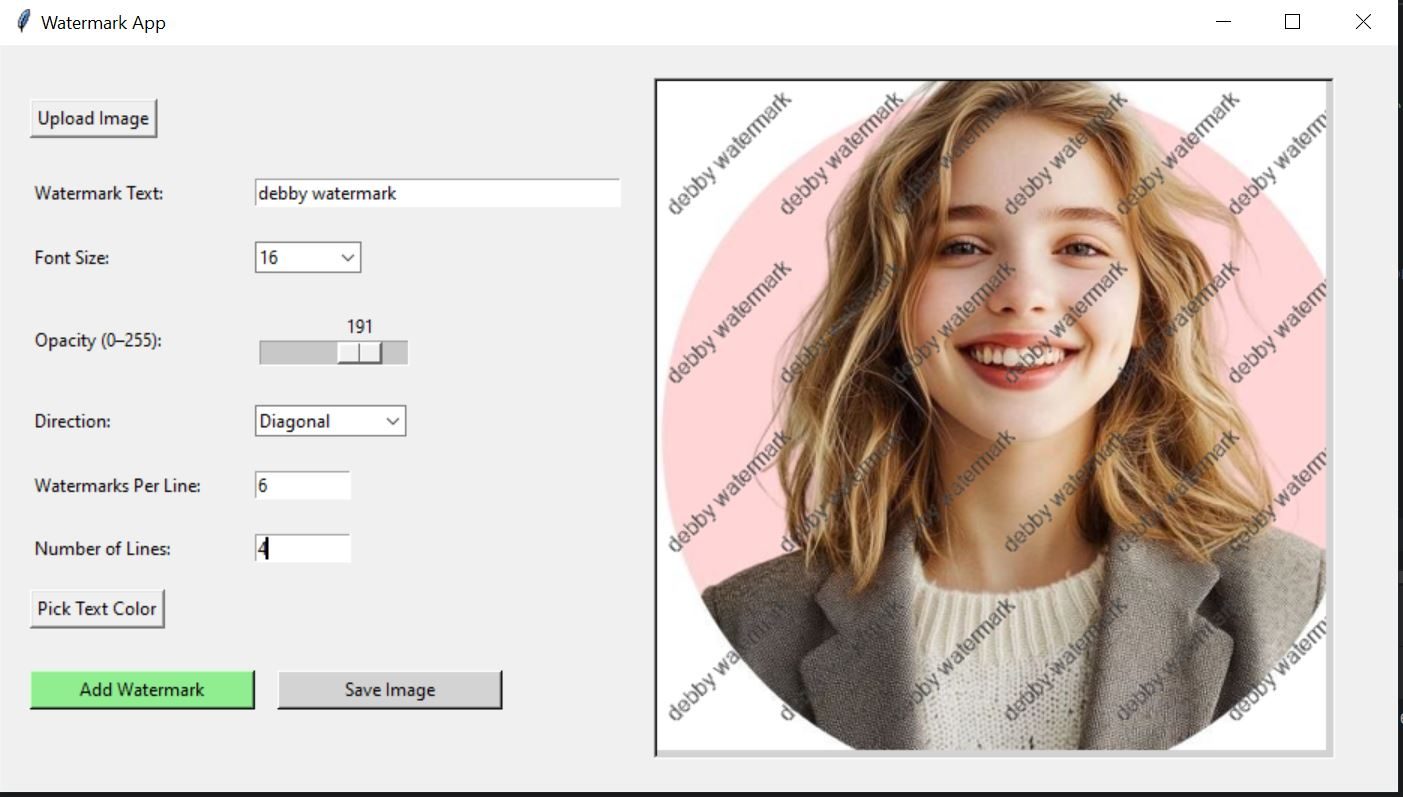 Watermark App
Upload Image
Watermark Text: debby watermark
Font Size: 16
Opacity (0–255): 191
Direction: Diagonal
Watermarks Per Line: 6
Number of Lines: 4
Pick Text Color
Add Watermark Save Image
debby watermark debby watermark debby watermark debby watermark debby watermark debby watermark
debby watermark debby watermark debby watermark debby watermark debby watermark debby watermark
debby watermark debby watermark debby watermark debby watermark debby watermark debby watermark
debby watermark debby watermark debby watermark debby watermark debby watermark debby watermark